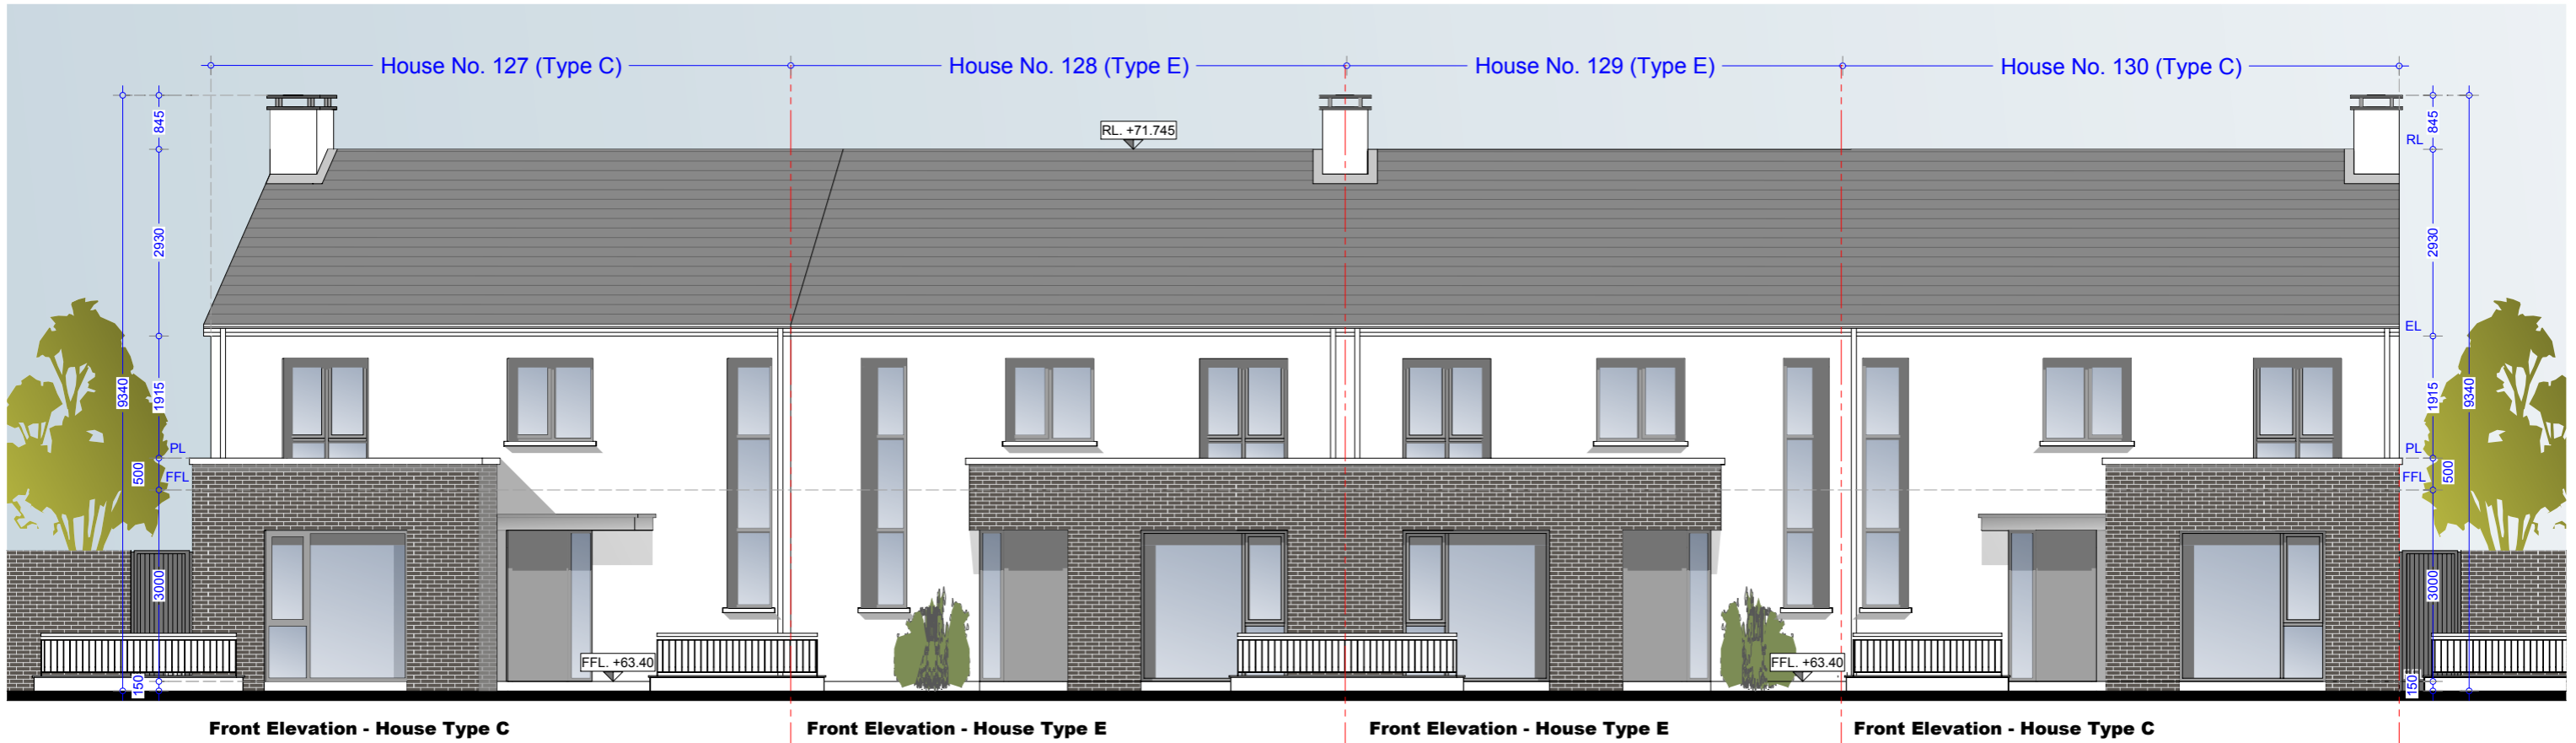 House No. 127 (Type C)
House No. 128 (Type E)
House No. 129 (Type E)
House No. 130 (Type C)
845
2930
1915
9340
PL
500
FFL
3000
150
RL. +71.745
FFL. +63.40
FFL. +63.40
845
RL
2930
EL
1915
9340
PL
500
FFL
3000
150
Front Elevation - House Type C
Front Elevation - House Type E
Front Elevation - House Type E
Front Elevation - House Type C